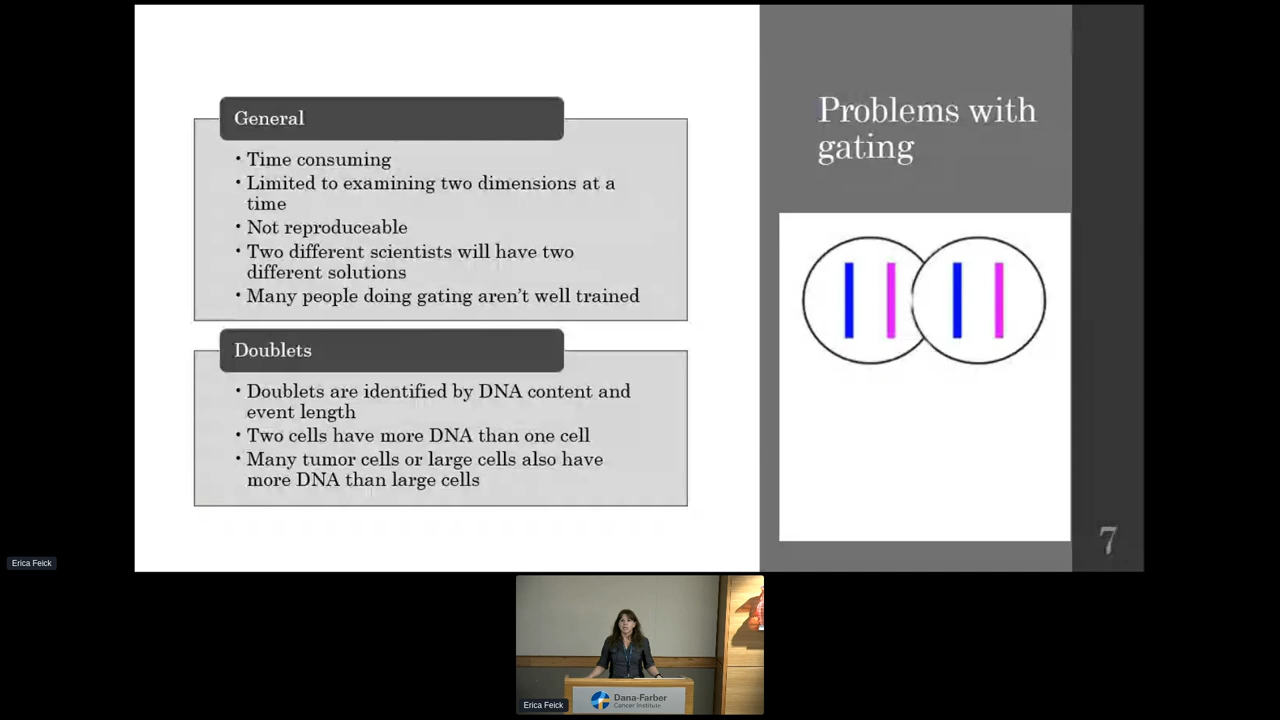 General
• Time consuming
• Limited to examining two dimensions at a
time
• Not reproduceable
• Two different scientists will have two
different solutions
• Many people doing gating aren't well trained
Doublets
• Doublets are identified by DNA content and
event length
• Two cells have more DNA than one cell
• Many tumor cells or large cells also have
more DNA than large cells
Problems with
gating
7
Erica Feick
Erica Feick
Dana-Farber
Cancer Institute